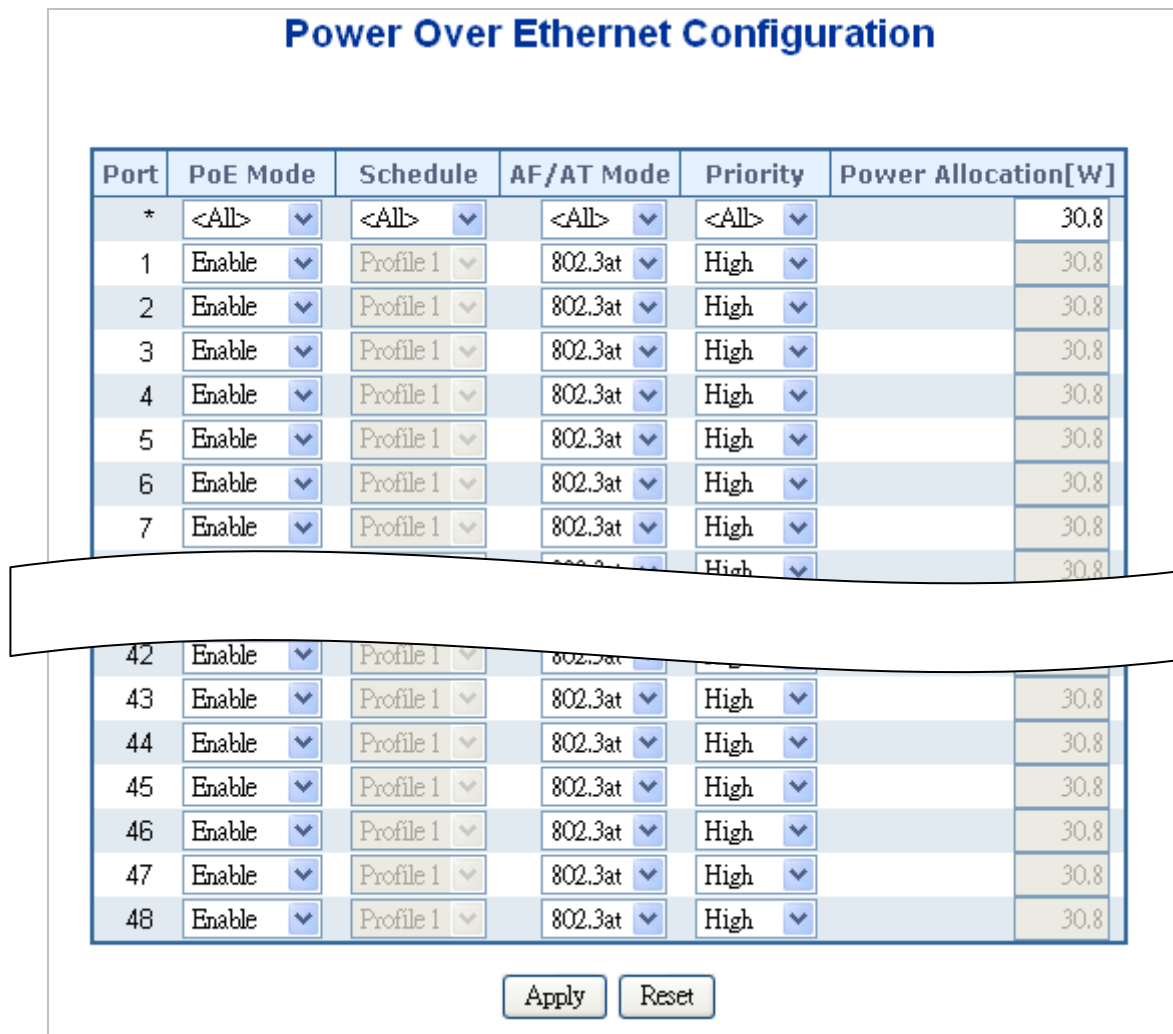 Power Over Ethernet Configuration
Port PoE Mode Schedule AF/AT Mode Priority Power Allocation[W]
* <All> <All> <All> <All> 30.8
1 Enable Profile 1 802.3at High 30.8
2 Enable Profile 1 802.3at High 30.8
3 Enable Profile 1 802.3at High 30.8
4 Enable Profile 1 802.3at High 30.8
5 Enable Profile 1 802.3at High 30.8
6 Enable Profile 1 802.3at High 30.8
7 Enable Profile 1 802.3at High 30.8
High 30.8
42 Enable Profile 1 802.3at
43 Enable Profile 1 802.3at High 30.8
44 Enable Profile 1 802.3at High 30.8
45 Enable Profile 1 802.3at High 30.8
46 Enable Profile 1 802.3at High 30.8
47 Enable Profile 1 802.3at High 30.8
48 Enable Profile 1 802.3at High 30.8
Apply Reset